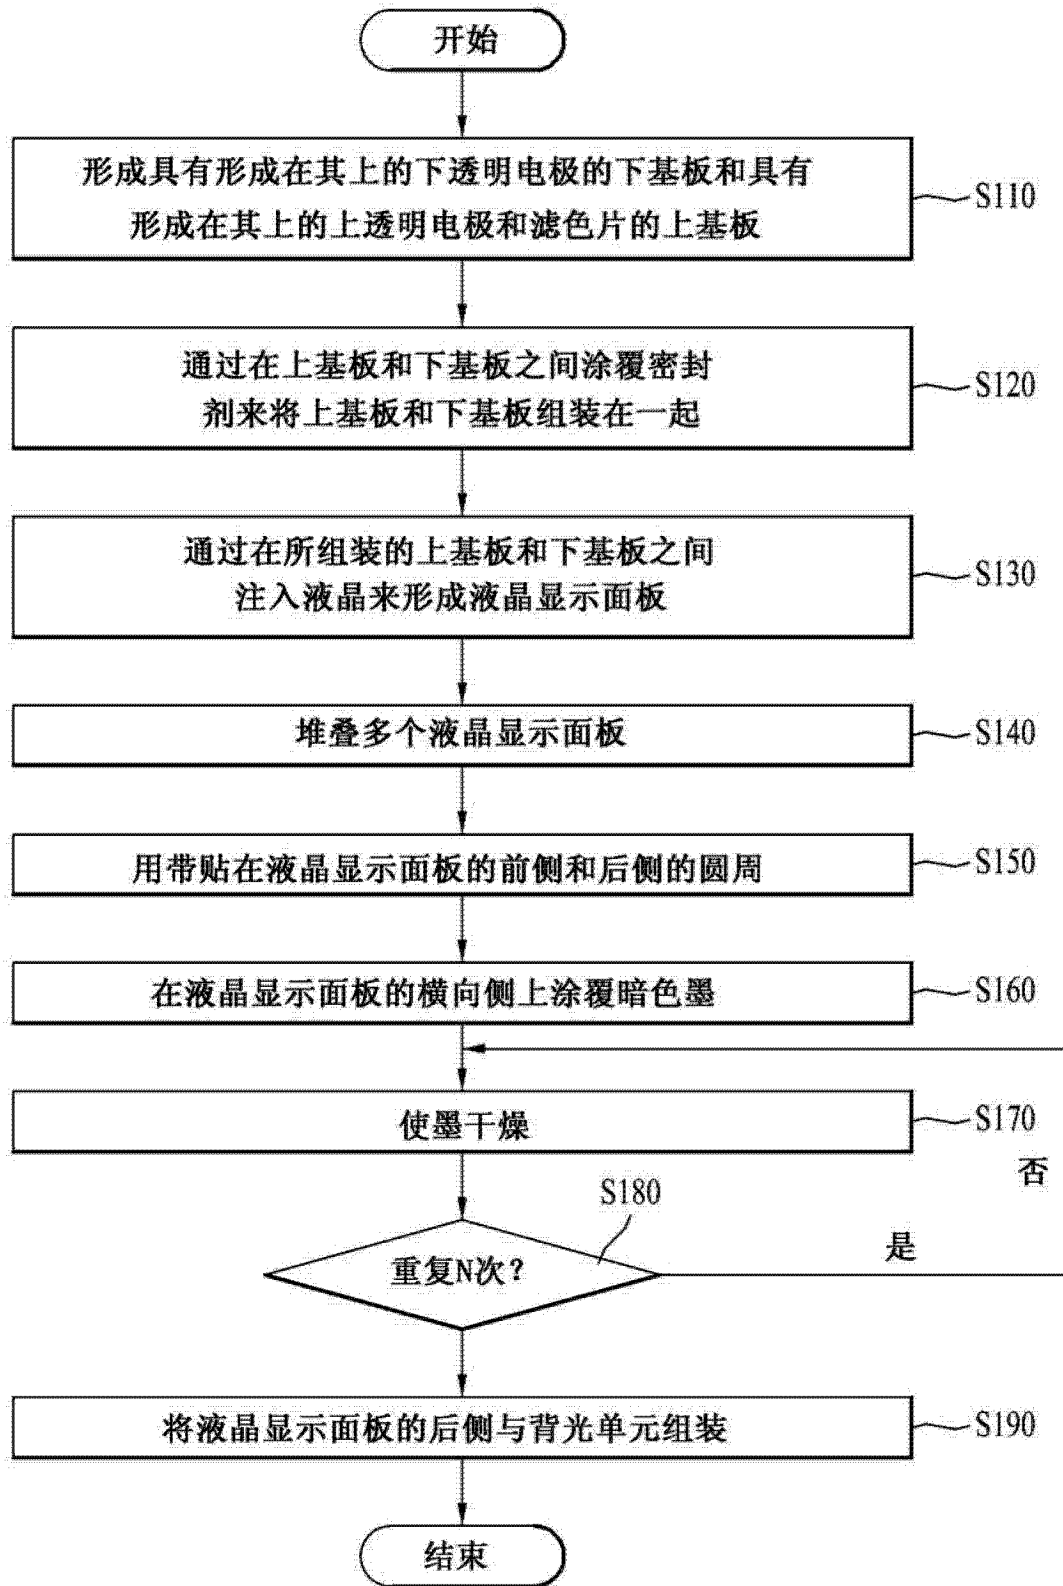 开始
形成具有形成在其上的下透明电极的下基板和具有
形成在其上的上透明电极和滤色片的上基板
S110
通过在上基板和下基板之间涂覆密封
剂来将上基板和下基板组装在一起
S120
通过在所组装的上基板和下基板之间
注入液晶来形成液晶显示面板
S130
堆叠多个液晶显示面板
S140
用带贴在液晶显示面板的前侧和后侧的圆周
S150
在液晶显示面板的横向侧上涂覆暗色墨
S160
使墨干燥
S170
否
S180
重复N次？
是
将液晶显示面板的后侧与背光单元组装
S190
结束